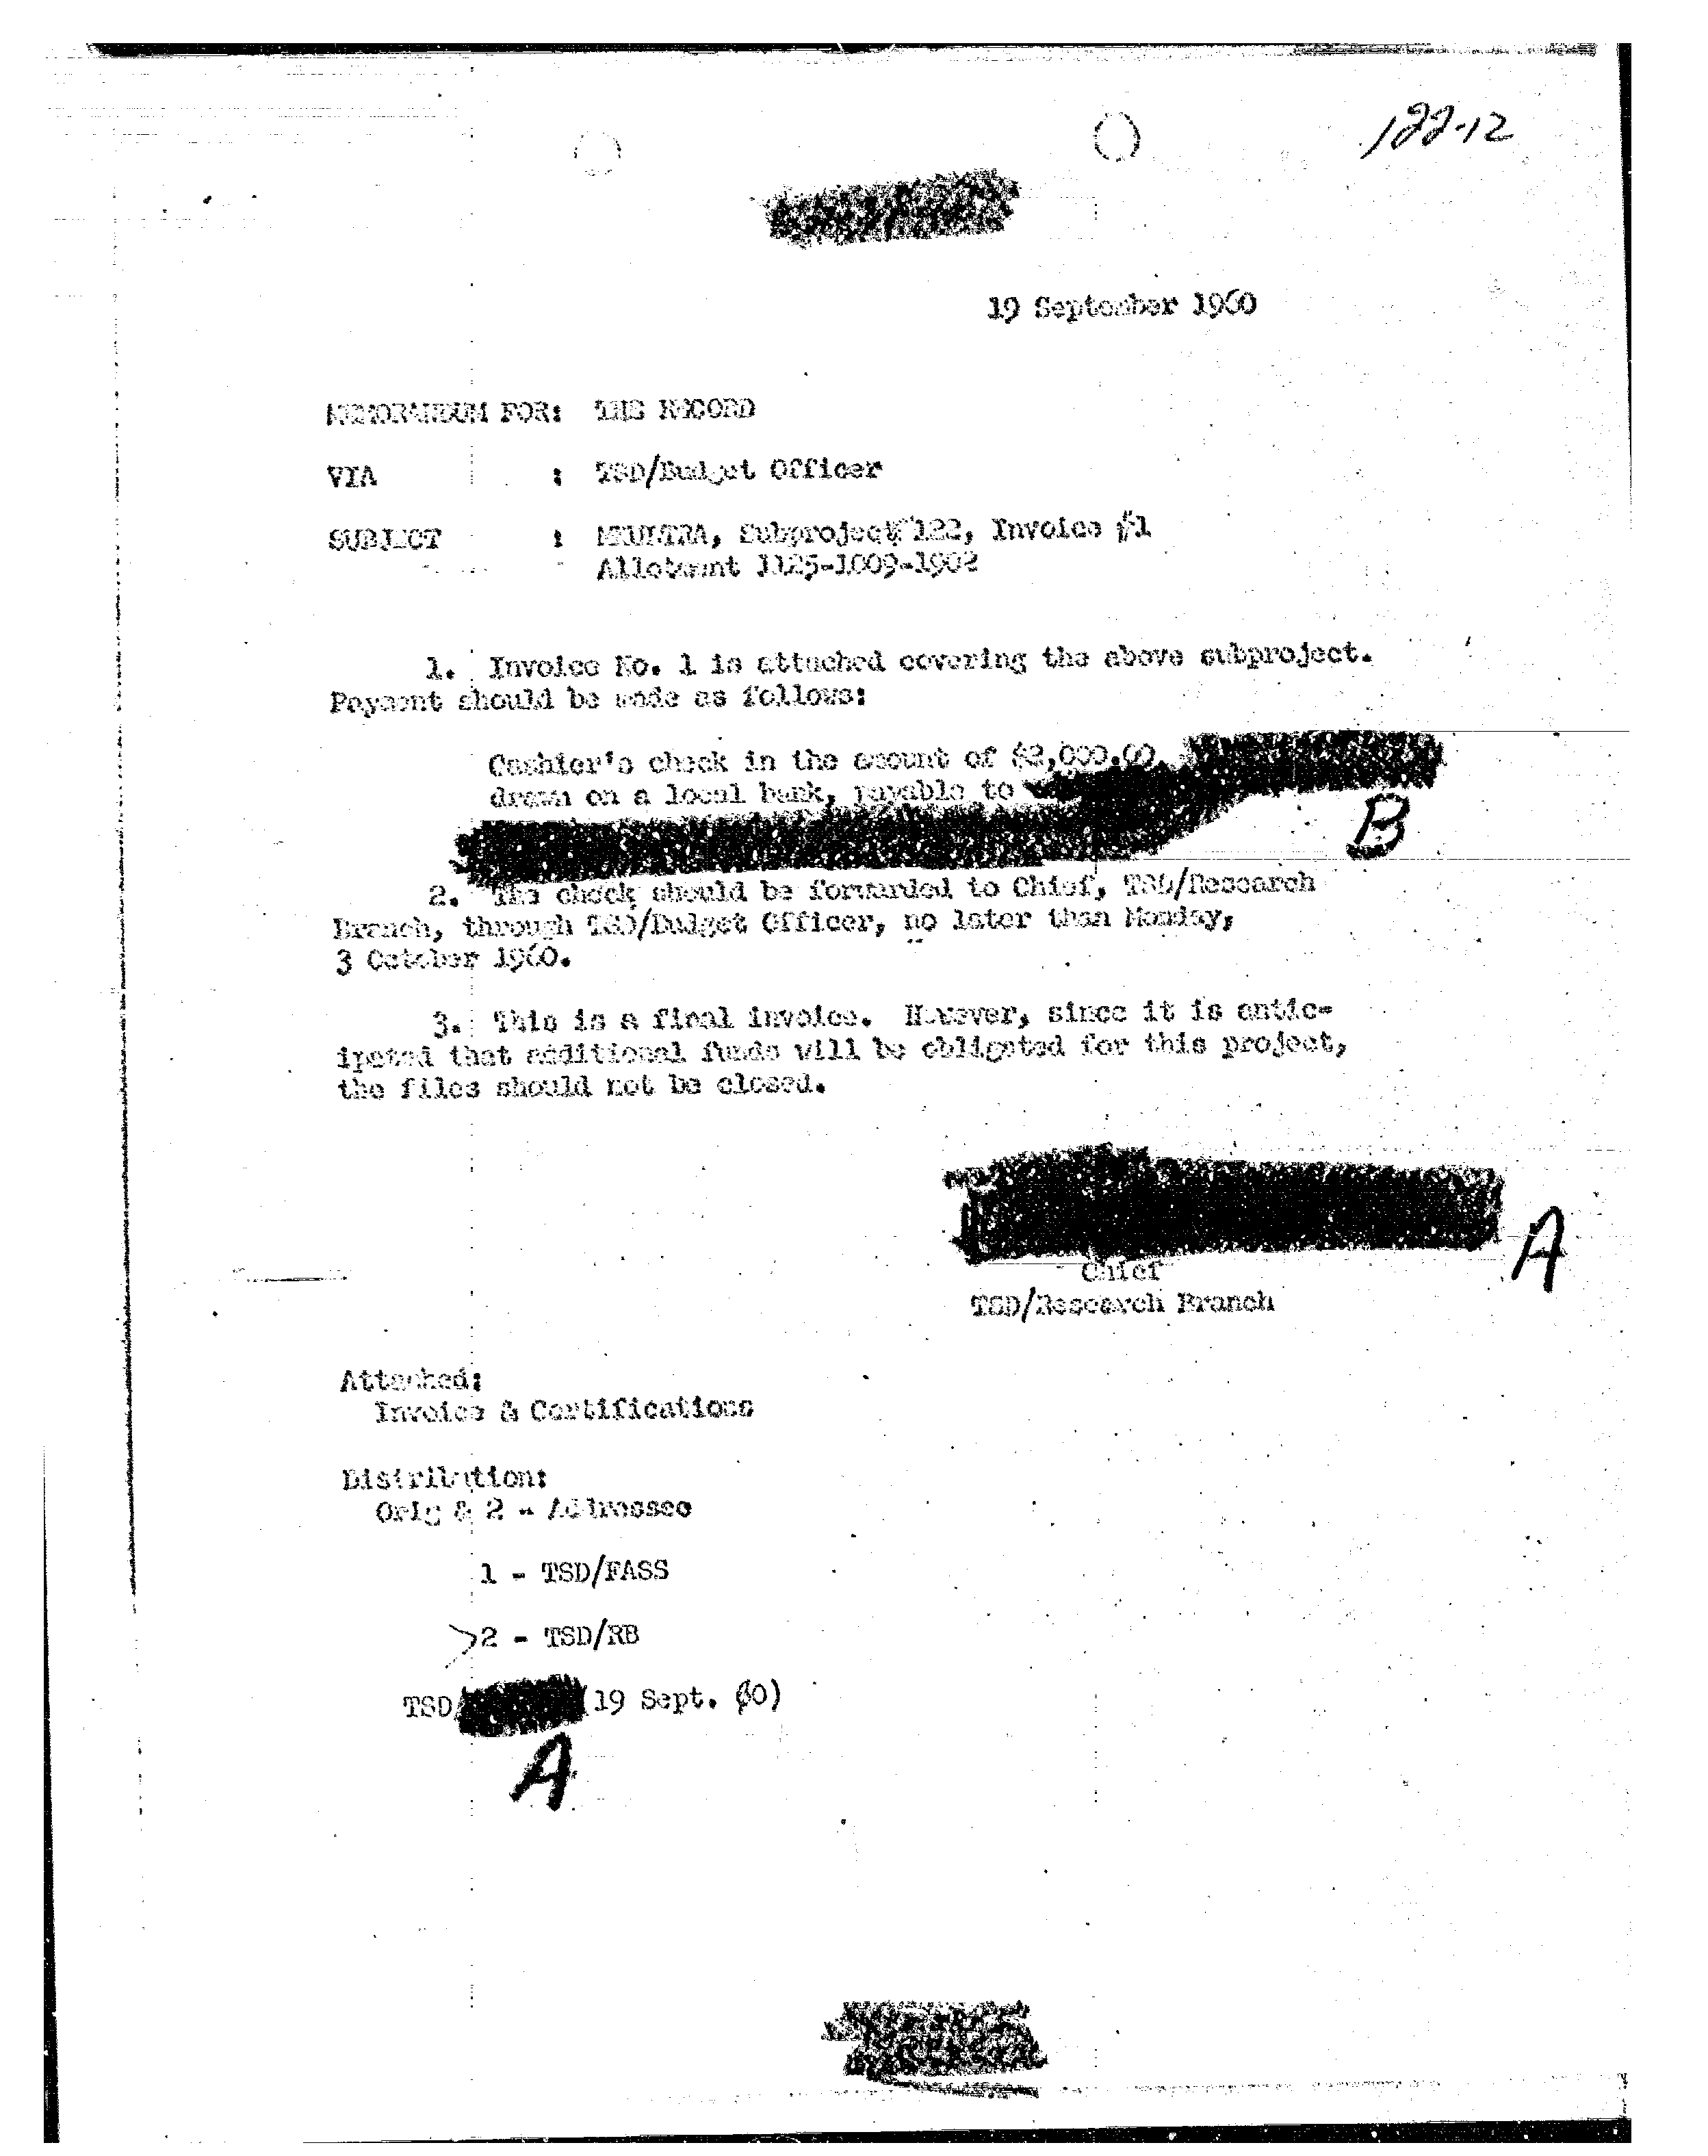 122-12
19 September 1960
MEMORANDUM FOR: THE RECORD
VIA : TSD/Budget Officer
SUBJECT : MKULTRA, Subproject 122, Invoice #1
Allotment 1125-1009-1902
1. Invoice No. 1 is attached covering the above subproject.
Payment should be made as follows:
Cashier's check in the amount of $2,000.00
drawn on a local bank, payable to
B
2. The check should be forwarded to Chief, TSD/Research
Branch, through TSD/Budget Officer, no later than Monday,
3 October 1960.
3. This is a final invoice. However, since it is antic-
ipated that additional funds will be obligated for this project,
the files should not be closed.
A
Chief
TSD/Research Branch
Attached:
Invoice & Certifications
Distribution:
Orig & 2 - Addressee
1 - TSD/FASS
2 - TSD/RB
TSD/ (19 Sept. 60)
A